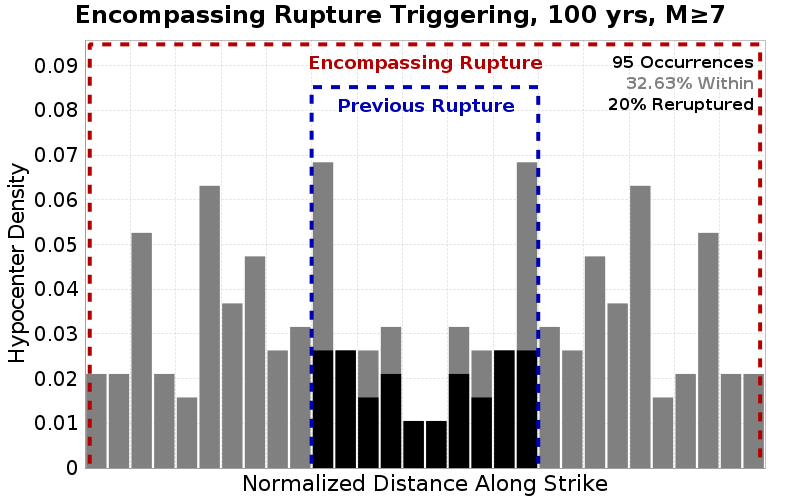 Encompassing Rupture Triggering, 100 yrs, M≥7
Encompassing Rupture
95 Occurrences
32.63% Within
Previous Rupture
20% Reruptured
Hypocenter Density
0.09
0.08
0.07
0.06
0.05
0.04
0.03
0.02
0.01
0
Normalized Distance Along Strike